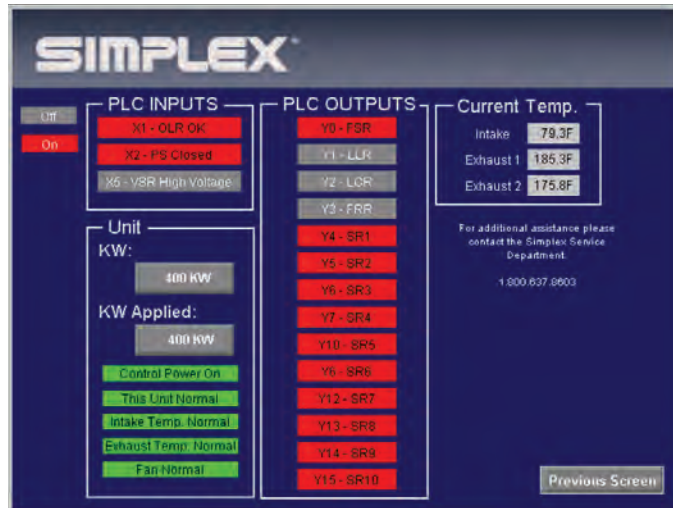 SIMPLEX
Off
On
PLC INPUTS
X1 - OLR OK
X2 - PS Closed
X5 - VSR High Voltage
Unit
KW:
400 KW
KW Applied:
400 KW
Control Power On
This Unit Normal
Intake Temp. Normal
Exhaust Temp. Normal
Fan Normal
PLC OUTPUTS
Y0 - FSR
Y1 - LLR
Y2 - LCR
Y3 - FRR
Y4 - SR1
Y5 - SR2
Y6 - SR3
Y7 - SR4
Y10 - SR5
Y6 - SR6
Y12 - SR7
Y13 - SR8
Y14 - SR9
Y15 - SR10
Current Temp.
Intake 79.3F
Exhaust 1 185.3F
Exhaust 2 175.8F
For additional assistance please
contact the Simplex Service
Department.
1.800.637.8603
Previous Screen